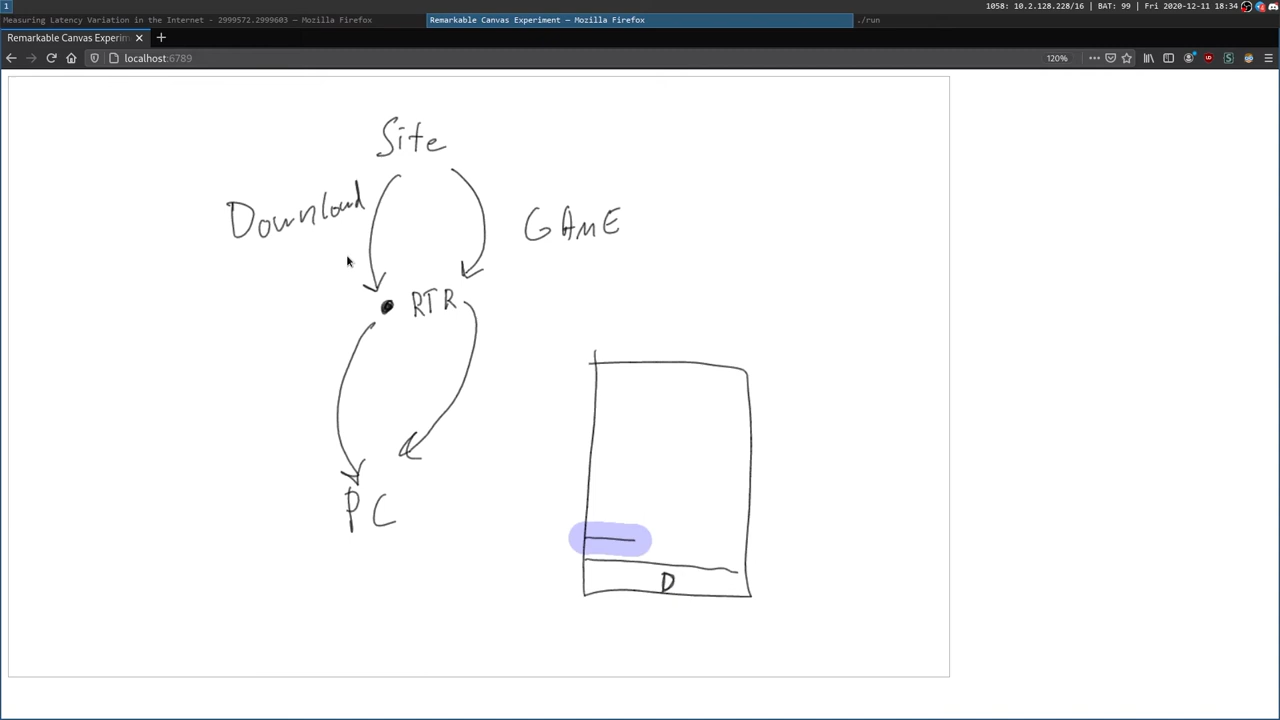 1
1058: 10.2.128.228/16 | BAT: 99 | Fri 2020-12-11 18:34
Measuring Latency Variation in the Internet - 2999572.2999603 — Mozilla Firefox
Remarkable Canvas Experiment — Mozilla Firefox
./run
Remarkable Canvas Experim
localhost:6789
120%
Site
Download
GAmE
RTR
PC
D